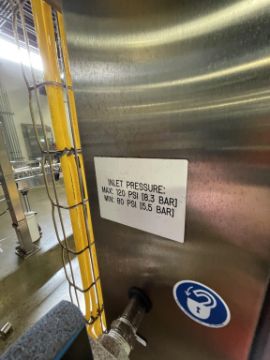 INLET PRESSURE:
MAX: 120 PSI [8.3 BAR]
MIN: 80 PSI [5.5 BAR]